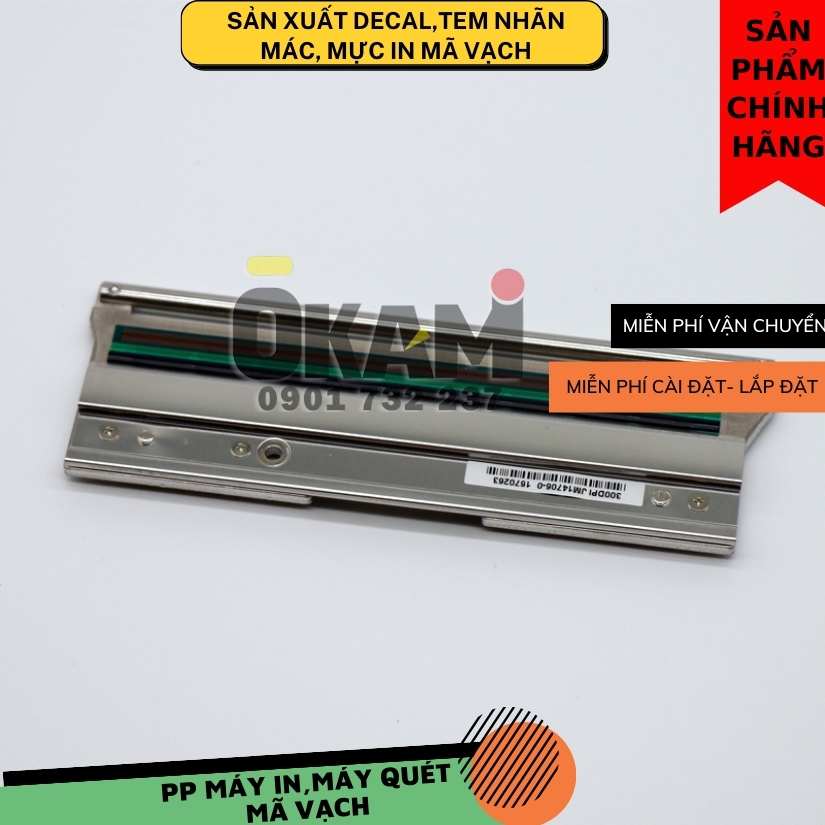 SẢN XUẤT DECAL,TEM NHÃN
MÁC, MỰC IN MÃ VẠCH
SẢN
PHẨM
CHÍNH
HÃNG
OKAMI
0901 732 237
MIỄN PHÍ VẬN CHUYỂN
MIỄN PHÍ CÀI ĐẶT- LẮP ĐẶT
300DPI JM14706-0 1670263
PP MÁY IN,MÁY QUÉT
MÃ VẠCH